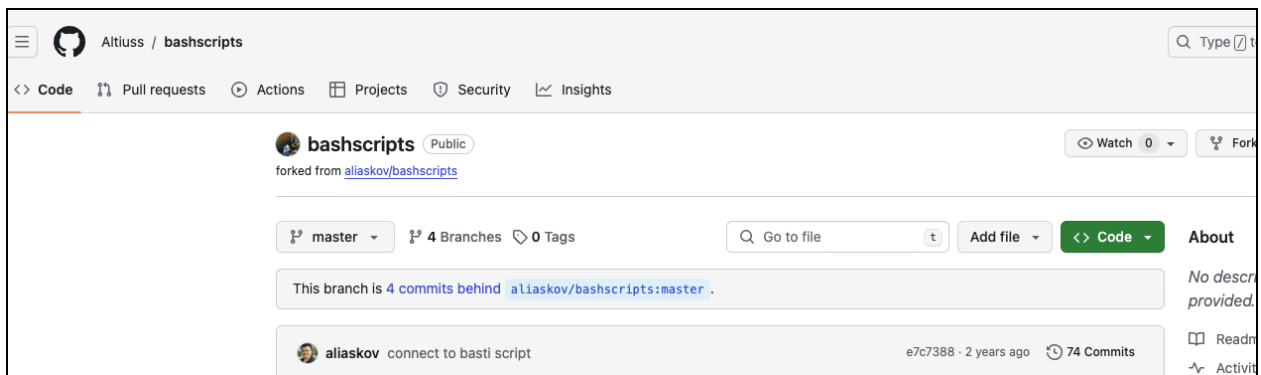 Altiuss / bashscripts
Type / to
Code Pull requests Actions Projects Security Insights
bashscripts Public
Watch 0
Fork
forked from aliaskov/bashscripts
master 4 Branches 0 Tags
Go to file t
Add file
Code
About
This branch is 4 commits behind aliaskov/bashscripts:master .
No descri
provided.
aliaskov connect to basti script
e7c7388 · 2 years ago 74 Commits
Readm
Activit